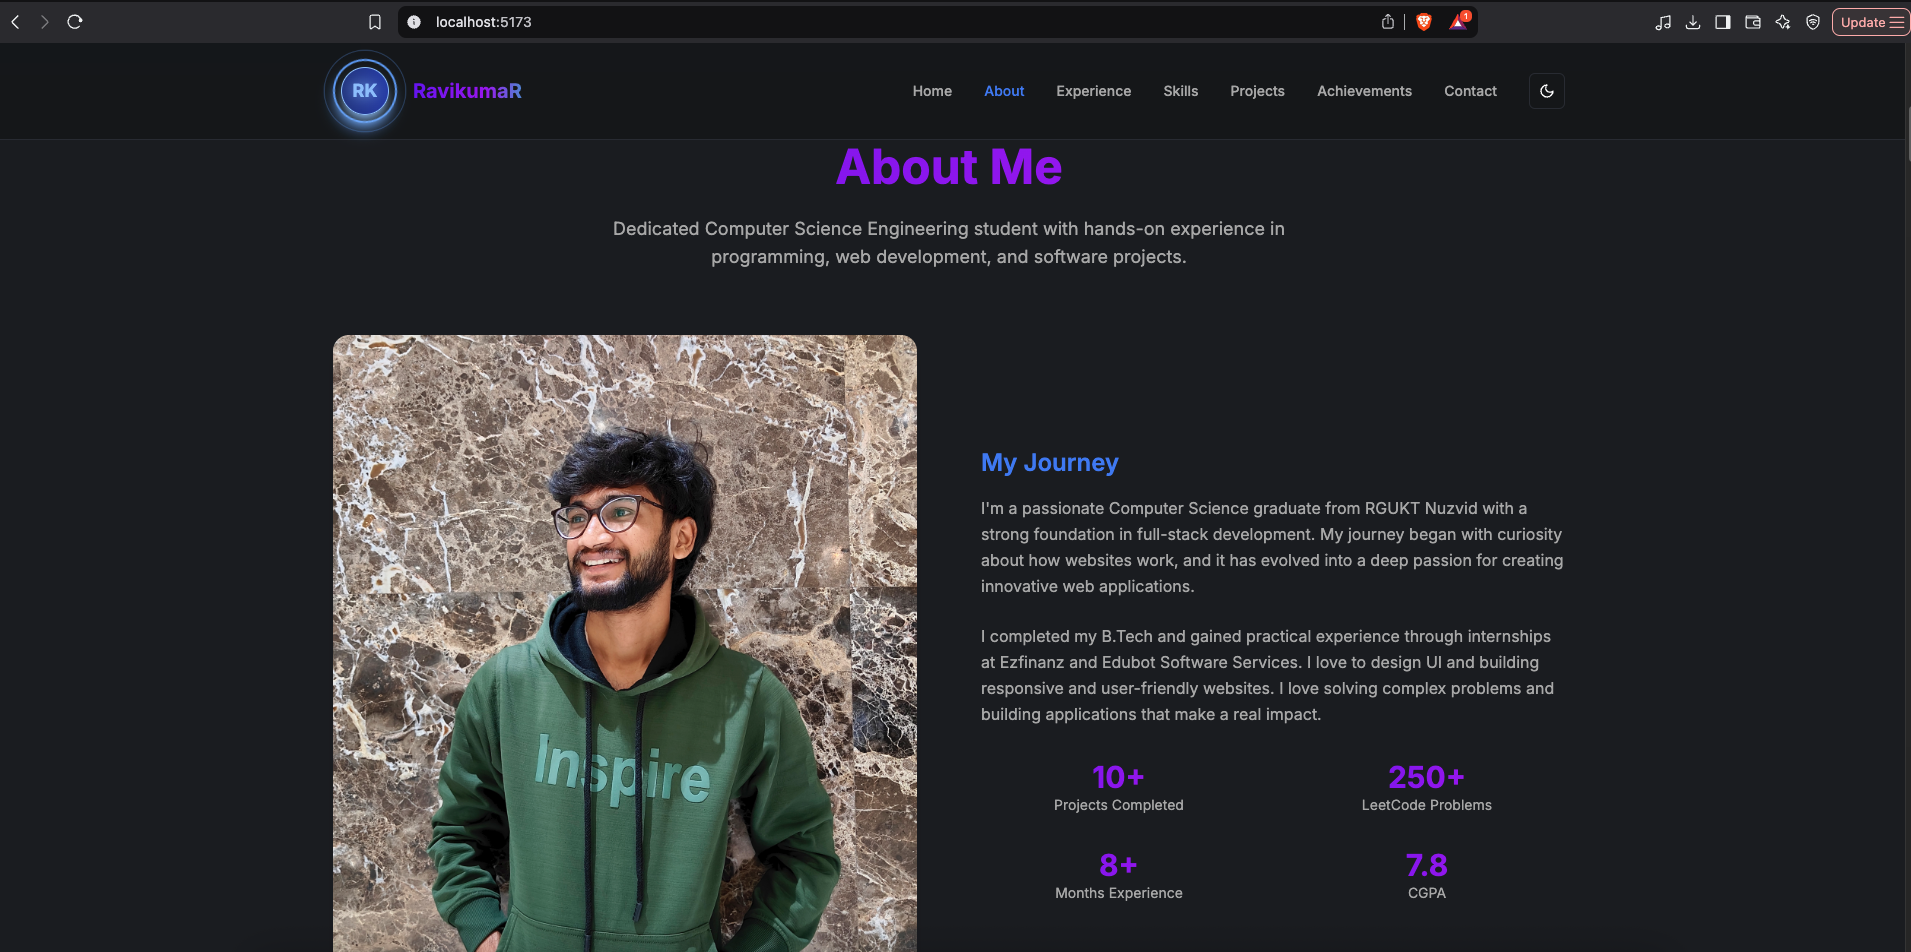 localhost:5173
1
Update
RK
RavikumaR
Home
About
Experience
Skills
Projects
Achievements
Contact
About Me
Dedicated Computer Science Engineering student with hands-on experience in
programming, web development, and software projects.
My Journey
I'm a passionate Computer Science graduate from RGUKT Nuzvid with a
strong foundation in full-stack development. My journey began with curiosity
about how websites work, and it has evolved into a deep passion for creating
innovative web applications.
I completed my B.Tech and gained practical experience through internships
at Ezfinanz and Edubot Software Services. I love to design UI and building
responsive and user-friendly websites. I love solving complex problems and
building applications that make a real impact.
Inspire
10+
Projects Completed
250+
LeetCode Problems
8+
Months Experience
7.8
CGPA